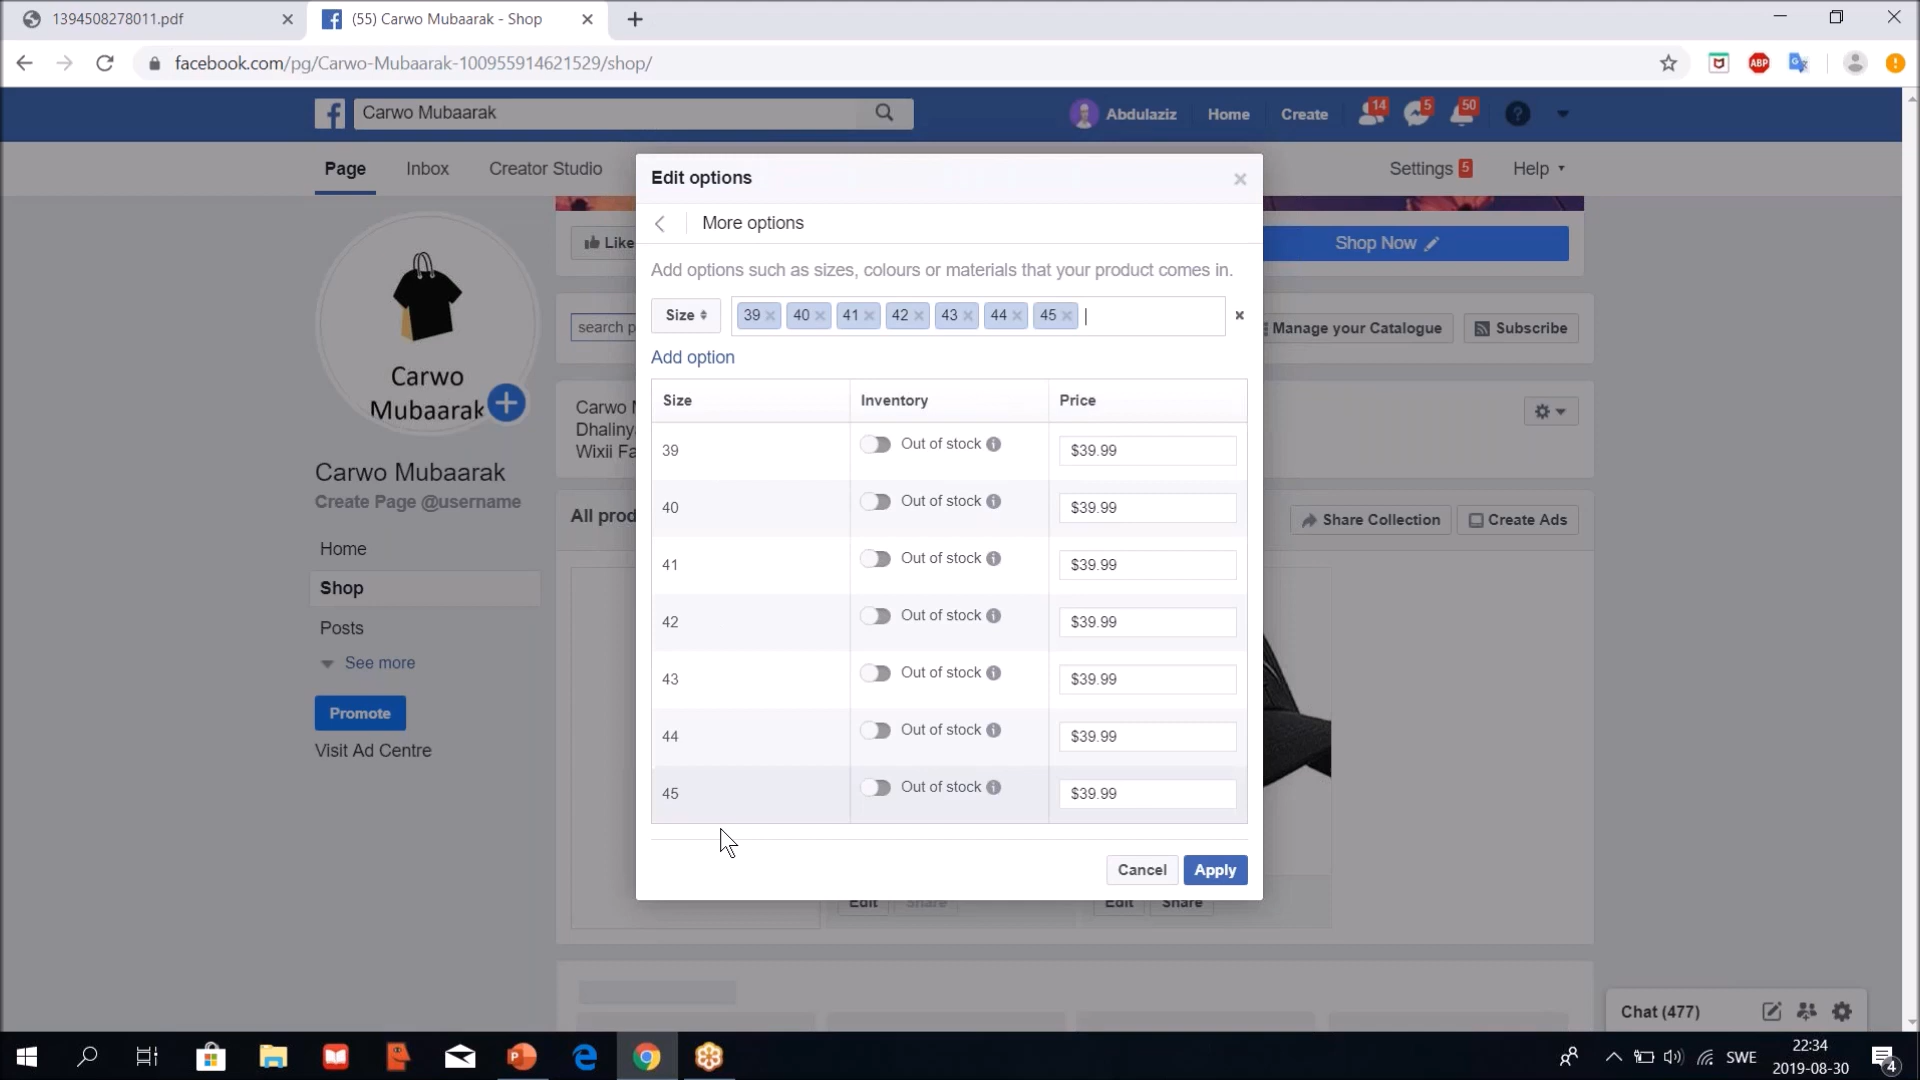 1394508278011.pdf
(55) Carwo Mubaarak - Shop
facebook.com/pg/Carwo-Mubaarak-100955914621529/shop/
ABP
Carwo Mubaarak
Abdulaziz
Home
Create
14
5
50
Page
Inbox
Creator Studio
Settings 5
Help
Edit options
More options
Like
Shop Now
Add options such as sizes, colours or materials that your product comes in.
Size 39 40 41 42 43 44 45
Manage your Catalogue
Subscribe
Add option
Carwo
Mubaarak
Size Inventory Price
39 Out of stock $39.99
40 Out of stock $39.99
41 Out of stock $39.99
42 Out of stock $39.99
43 Out of stock $39.99
44 Out of stock $39.99
45 Out of stock $39.99
Cancel Apply
Carwo Mubaarak
Create Page @username
Share Collection
Create Ads
Home
Shop
Posts
See more
Promote
Visit Ad Centre
Edit Share
Edit Share
Chat (477)
SWE
22:34
2019-08-30
4